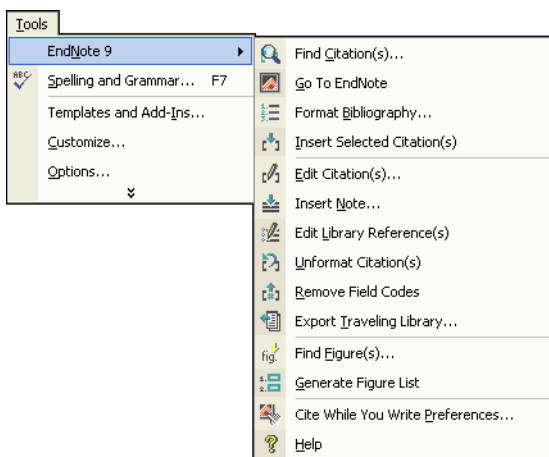 Tools
EndNote 9
Spelling and Grammar... F7
Templates and Add-Ins...
Customize...
Options...
Find Citation(s)...
Go To EndNote
Format Bibliography...
Insert Selected Citation(s)
Edit Citation(s)...
Insert Note...
Edit Library Reference(s)
Unformat Citation(s)
Remove Field Codes
Export Traveling Library...
fig. Find Figure(s)...
Generate Figure List
Cite While You Write Preferences...
Help